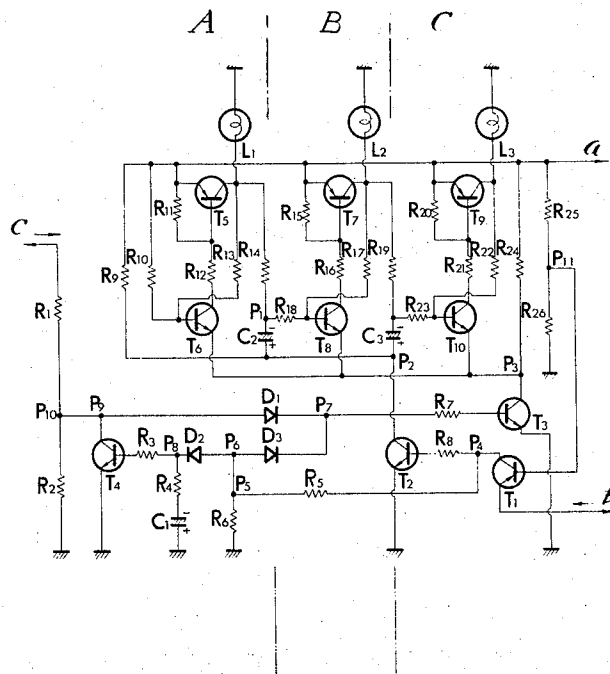 A B C
L1 L2 L3
a
R11 T5 R15 T7 R20 T9 R25
C
R9 R10 R12 R13 R14 R16 R17 R19 R21 R22 R24
P11
R1 P1 R18 R23 R26
C2 T6 T8 C3 T10
P2 P3
P10 P9 D1 P7 R7
T3
R3 P8 D2 P6 D3 R8 P4
R2 T4 R4 P5 R5 T2 T1
C1 R6